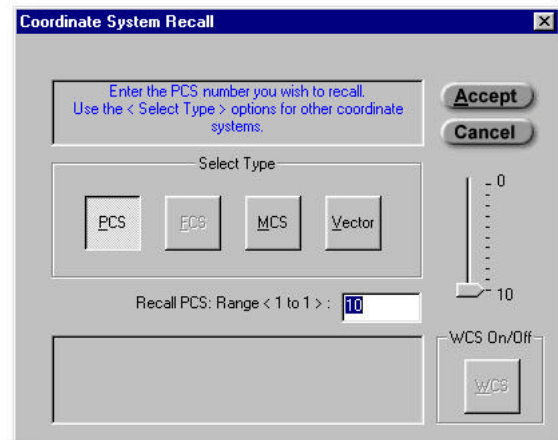 Coordinate System Recall
Enter the PCS number you wish to recall.
Use the < Select Type > options for other coordinate
systems.
Accept
Cancel
Select Type
PCS
FCS
MCS
Vector
0
10
Recall PCS: Range < 1 to 1 > :
10
WCS On/Off
WCS